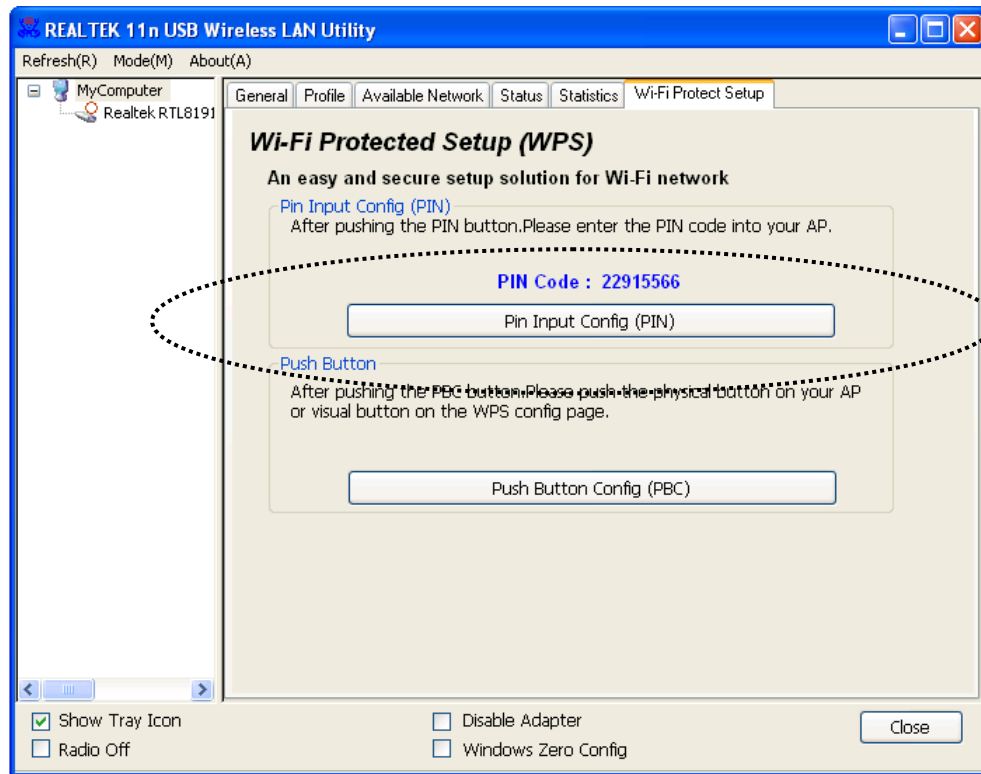 REALTEK 11n USB Wireless LAN Utility
Refresh(R) Mode(M) About(A)
MyComputer
Realtek RTL8191
General Profile Available Network Status Statistics Wi-Fi Protect Setup
Wi-Fi Protected Setup (WPS)
An easy and secure setup solution for Wi-Fi network
Pin Input Config (PIN)
After pushing the PIN button.Please enter the PIN code into your AP.
PIN Code : 22915566
Pin Input Config (PIN)
Push Button
After pushing the PBC button.Please push the physical button on your AP
or visual button on the WPS config page.
Push Button Config (PBC)
Show Tray Icon
Disable Adapter
Close
Radio Off
Windows Zero Config